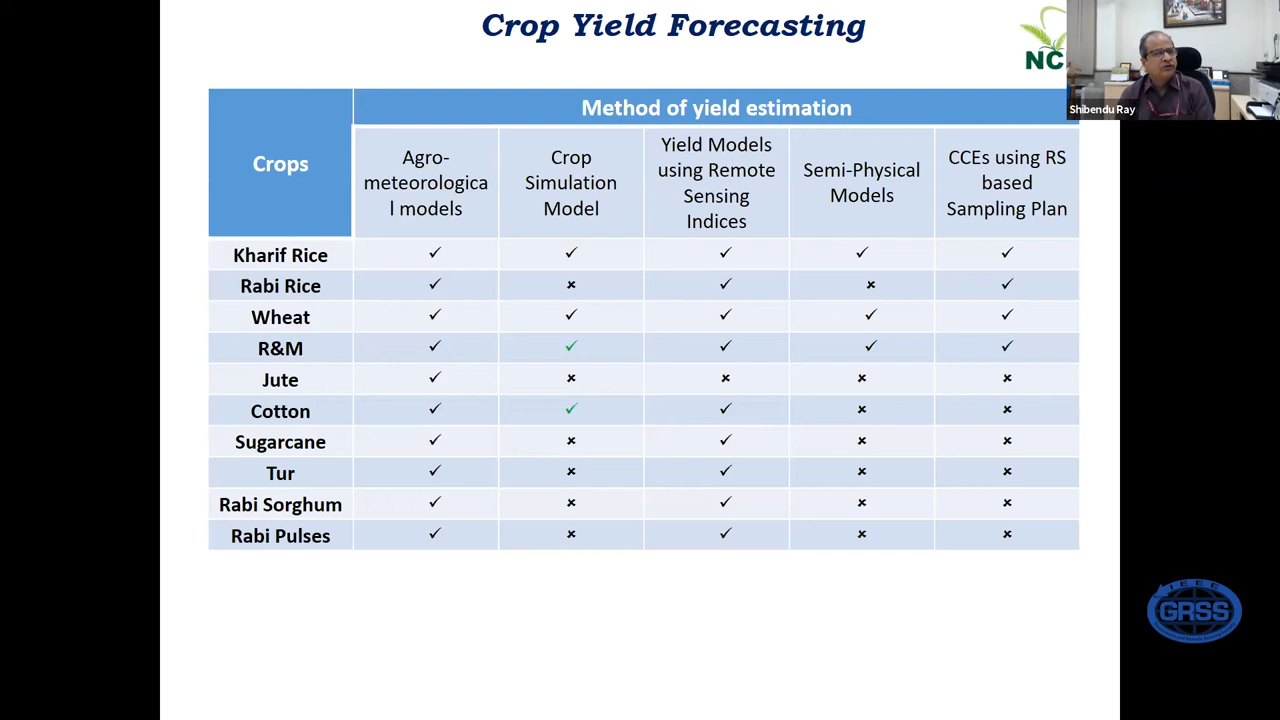 Crop Yield Forecasting
NC
Shibendu Ray
Crops
Method of yield estimation
Agro-
meteorologica
l models
Crop
Simulation
Model
Yield Models
using Remote
Sensing
Indices
Semi-Physical
Models
CCEs using RS
based
Sampling Plan
Kharif Rice ✓ ✓ ✓ ✓ ✓
Rabi Rice ✓ × ✓ × ✓
Wheat ✓ ✓ ✓ ✓ ✓
R&M ✓ ✓ ✓ ✓ ✓
Jute ✓ × × × ×
Cotton ✓ ✓ ✓ × ×
Sugarcane ✓ × ✓ × ×
Tur ✓ × ✓ × ×
Rabi Sorghum ✓ × ✓ × ×
Rabi Pulses ✓ × ✓ × ×
IEEE
GRSS